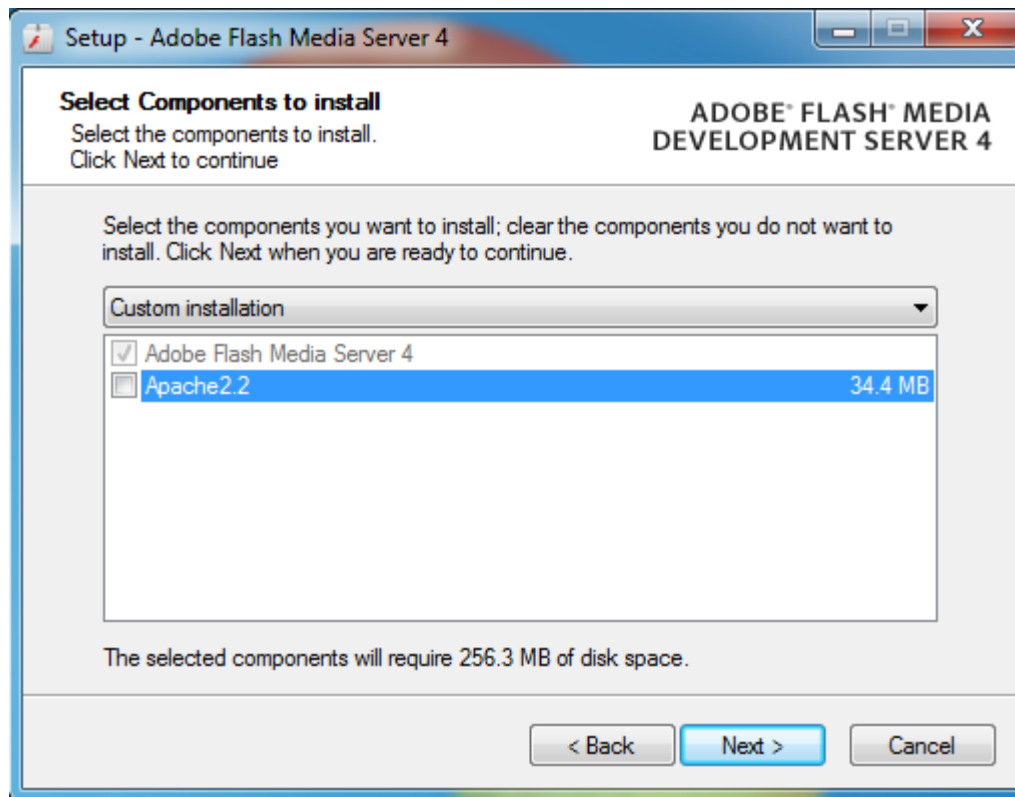 Setup - Adobe Flash Media Server 4
Select Components to install
Select the components to install.
Click Next to continue
ADOBE® FLASH® MEDIA
DEVELOPMENT SERVER 4
Select the components you want to install; clear the components you do not want to
install. Click Next when you are ready to continue.
Custom installation
Adobe Flash Media Server 4
Apache2.2 34.4 MB
The selected components will require 256.3 MB of disk space.
< Back Next > Cancel